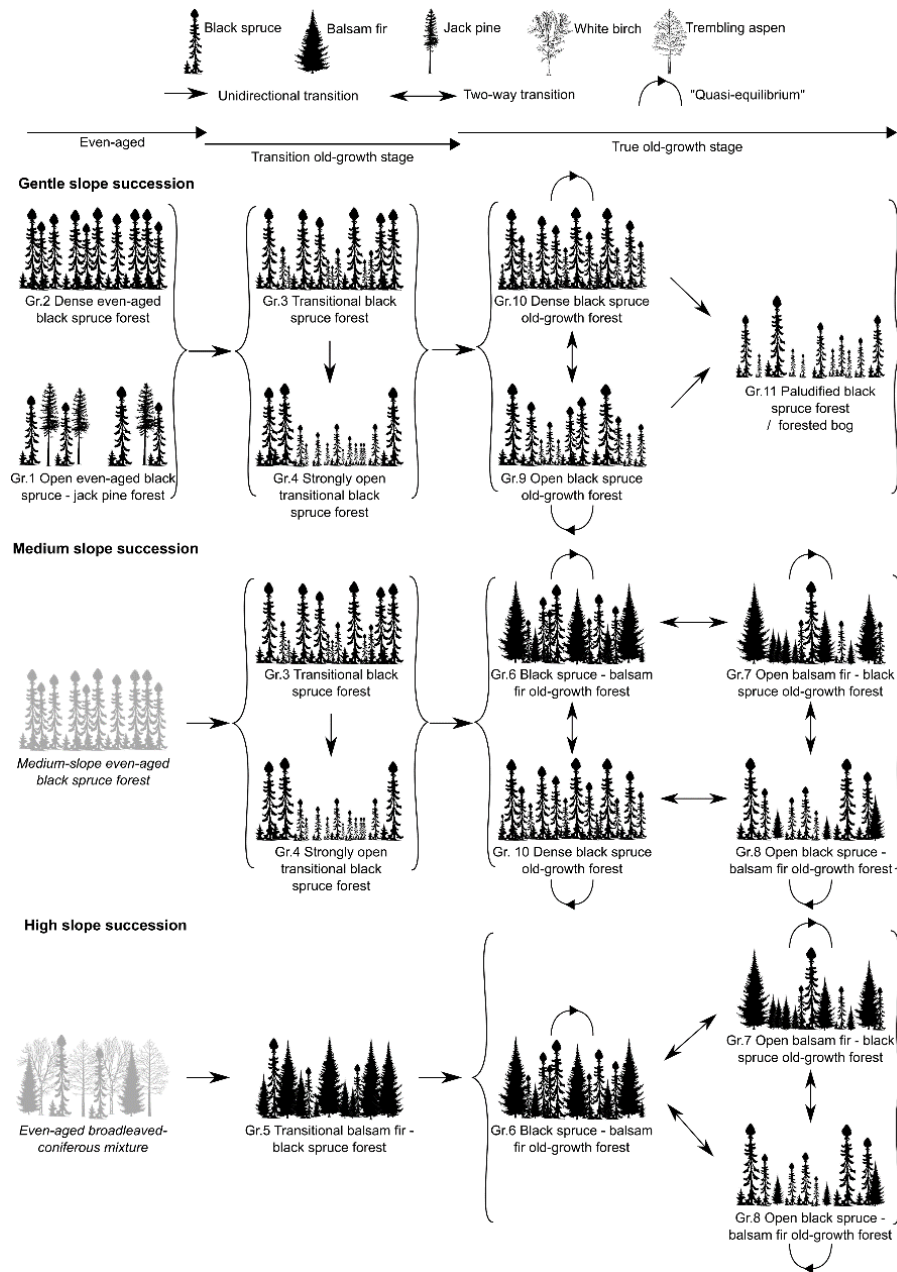 Black spruce
Balsam fir
Jack pine
White birch
Trembling aspen
Unidirectional transition
Two-way transition
"Quasi-equilibrium"
Even-aged
Transition old-growth stage
True old-growth stage
Gentle slope succession
Gr.2 Dense even-aged
black spruce forest
Gr.3 Transitional black
spruce forest
Gr.10 Dense black spruce
old-growth forest
Gr.11 Paludified black
spruce forest
/ forested bog
Gr.1 Open even-aged black
spruce - jack pine forest
Gr.4 Strongly open
transitional black
spruce forest
Gr.9 Open black spruce
old-growth forest
Medium slope succession
Medium-slope even-aged
black spruce forest
Gr.3 Transitional black
spruce forest
Gr.6 Black spruce - balsam
fir old-growth forest
Gr.7 Open balsam fir - black
spruce old-growth forest
Gr.4 Strongly open
transitional black
spruce forest
Gr. 10 Dense black spruce
old-growth forest
Gr.8 Open black spruce -
balsam fir old-growth forest
High slope succession
Even-aged broadleaved-
coniferous mixture
Gr.5 Transitional balsam fir -
black spruce forest
Gr.6 Black spruce - balsam
fir old-growth forest
Gr.7 Open balsam fir - black
spruce old-growth forest
Gr.8 Open black spruce -
balsam fir old-growth forest